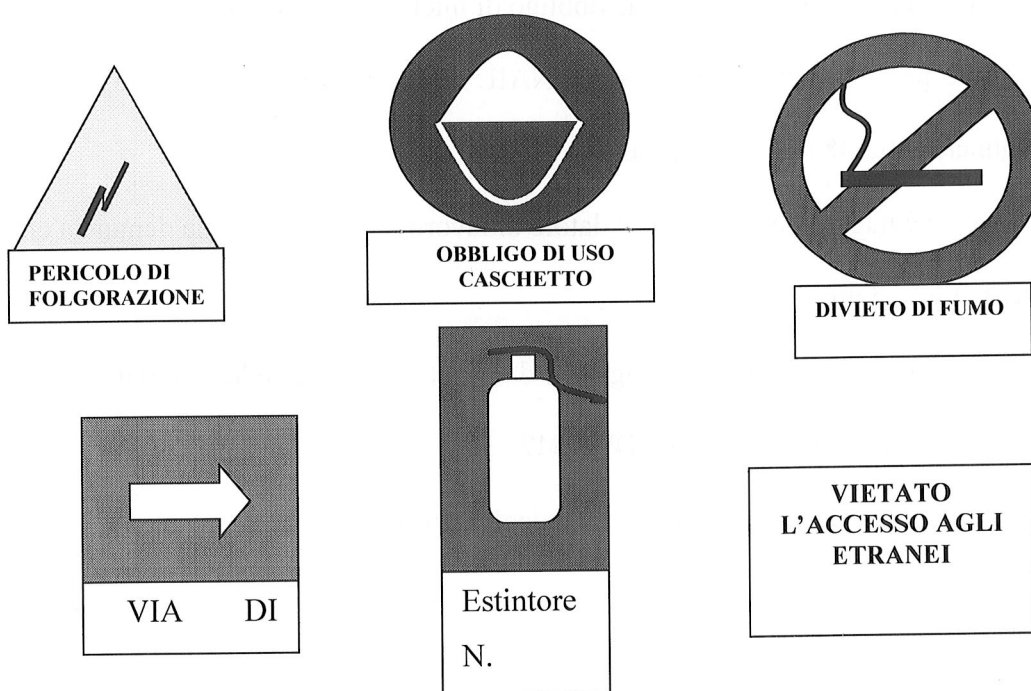 PERICOLO DI
FOLGORAZIONE
OBBLIGO DI USO
CASCHETTO
DIVIETO DI FUMO
VIA DI
Estintore
N.
VIETATO
L'ACCESSO AGLI
ETRANEI